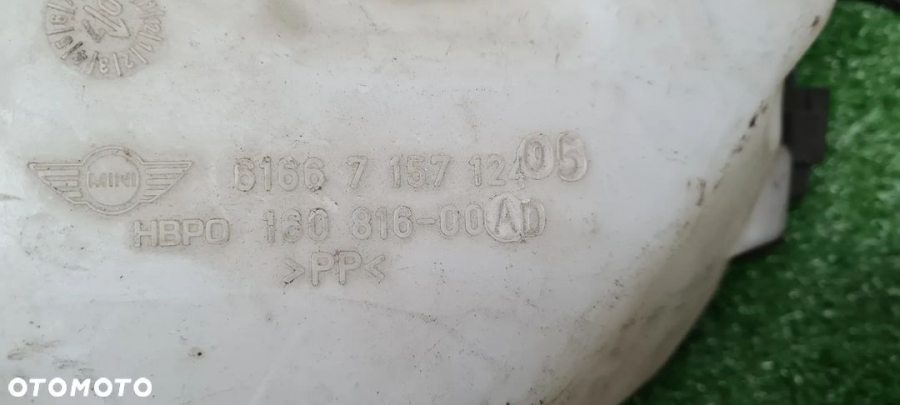 MINI 6166 7 157 124 05
HBPO 160 816-00 AD
>PP<
OTOMOTO